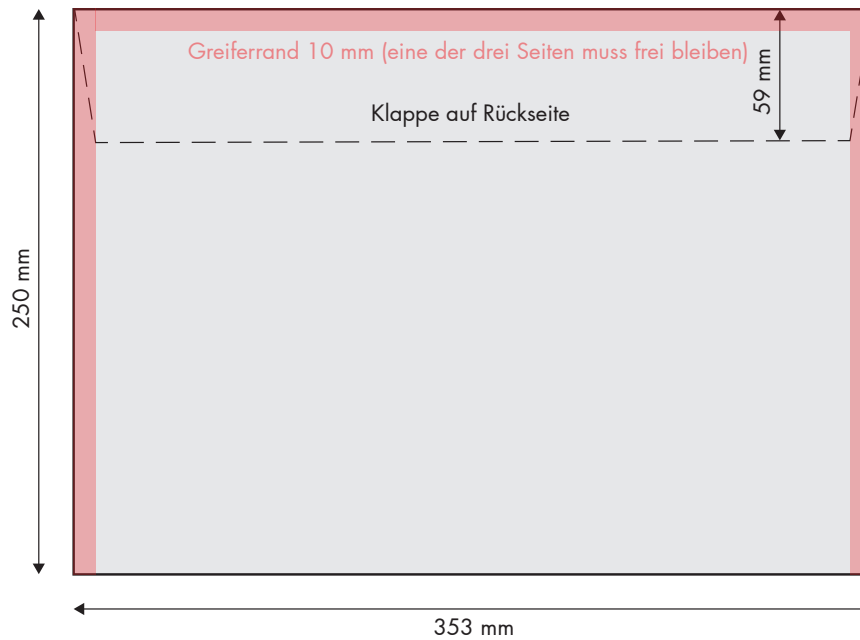 Greiferrand 10 mm (eine der drei Seiten muss frei bleiben)
59 mm
Klappe auf Rückseite
250 mm
353 mm